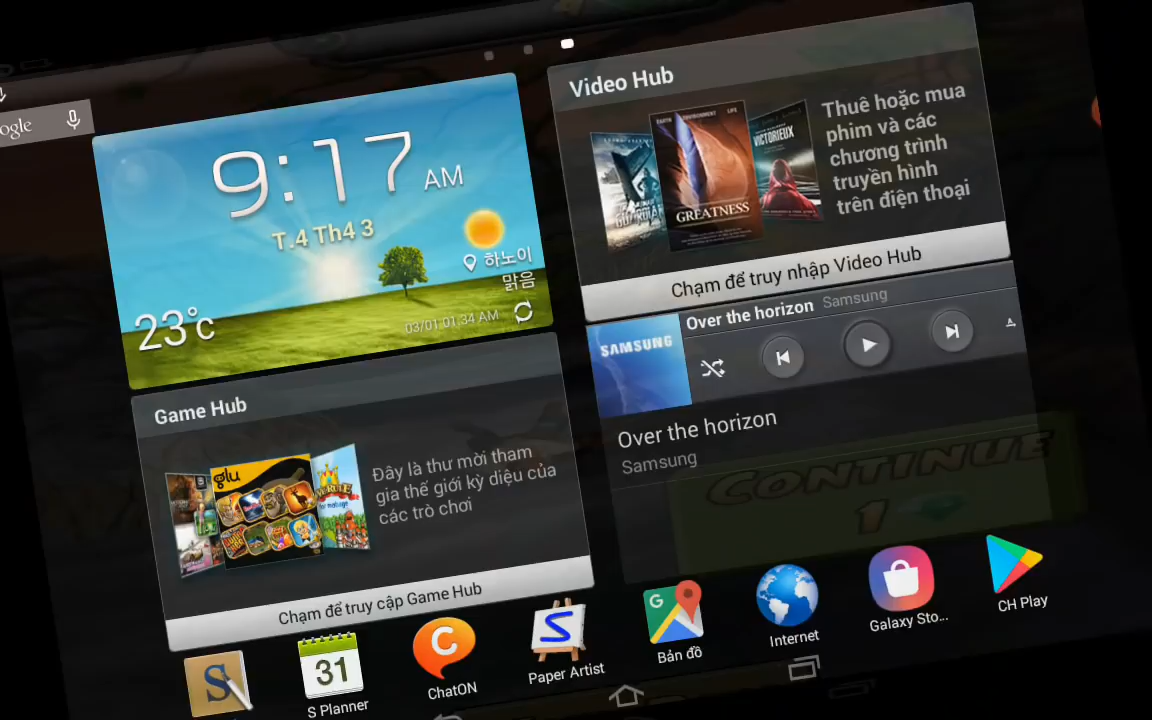 ogle
9:17 AM
T.4 Th4 3
하노이
맑음
23°c
03/01 01:34 AM
Video Hub
EARTH ENVIRONMENT LIFE
GREATNESS
VICTORIEUX
Thuê hoặc mua
phim và các
chương trình
truyền hình
trên điện thoại
Chạm để truy nhập Video Hub
SAMSUNG
Over the horizon Samsung
Over the horizon
Samsung
CONTINUE
1
Game Hub
glu
Đây là thư mời tham
gia thế giới kỳ diệu của
các trò chơi
Chạm để truy cập Game Hub
S
31
S Planner
C
ChatON
S
Paper Artist
G
Bản đồ
Internet
Galaxy Sto...
CH Play